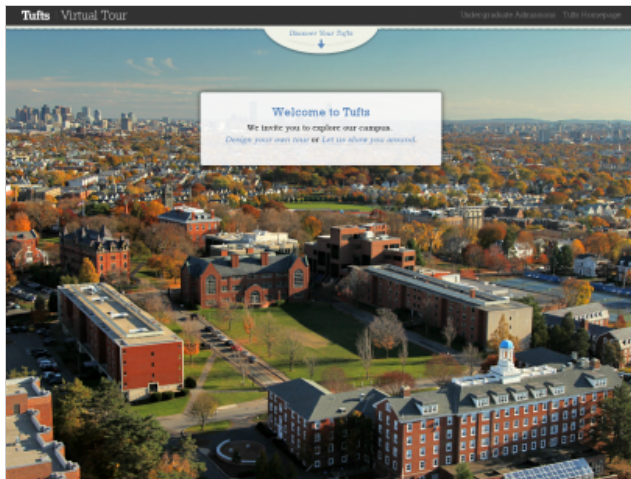 Tufts Virtual Tour
Undergraduate Admissions Tufts Homepage
Discover Your Tufts
Welcome to Tufts
We invite you to explore our campus.
Design your own tour or Let us show you around.